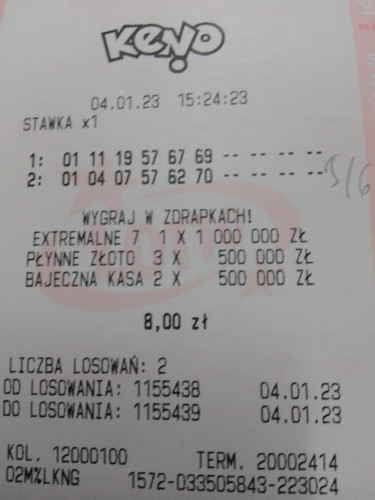 KENO
04.01.23 15:24:23
STAWKA x1
1: 01 11 19 57 67 69 -- -- -- --
2: 01 04 07 57 62 70 -- -- -- --
5/6
WYGRAJ W ZDRAPKACH!
EXTREMALNE 7 1 X 1 000 000 ZŁ
PŁYNNE ZŁOTO 3 X 500 000 ZŁ
BAJECZNA KASA 2 X 500 000 ZŁ
8,00 zł
LICZBA LOSOWAŃ: 2
OD LOSOWANIA: 1155438 04.01.23
DO LOSOWANIA: 1155439 04.01.23
KOL. 12000100 TERM. 20002414
02M%LKNG 1572-033505843-223024